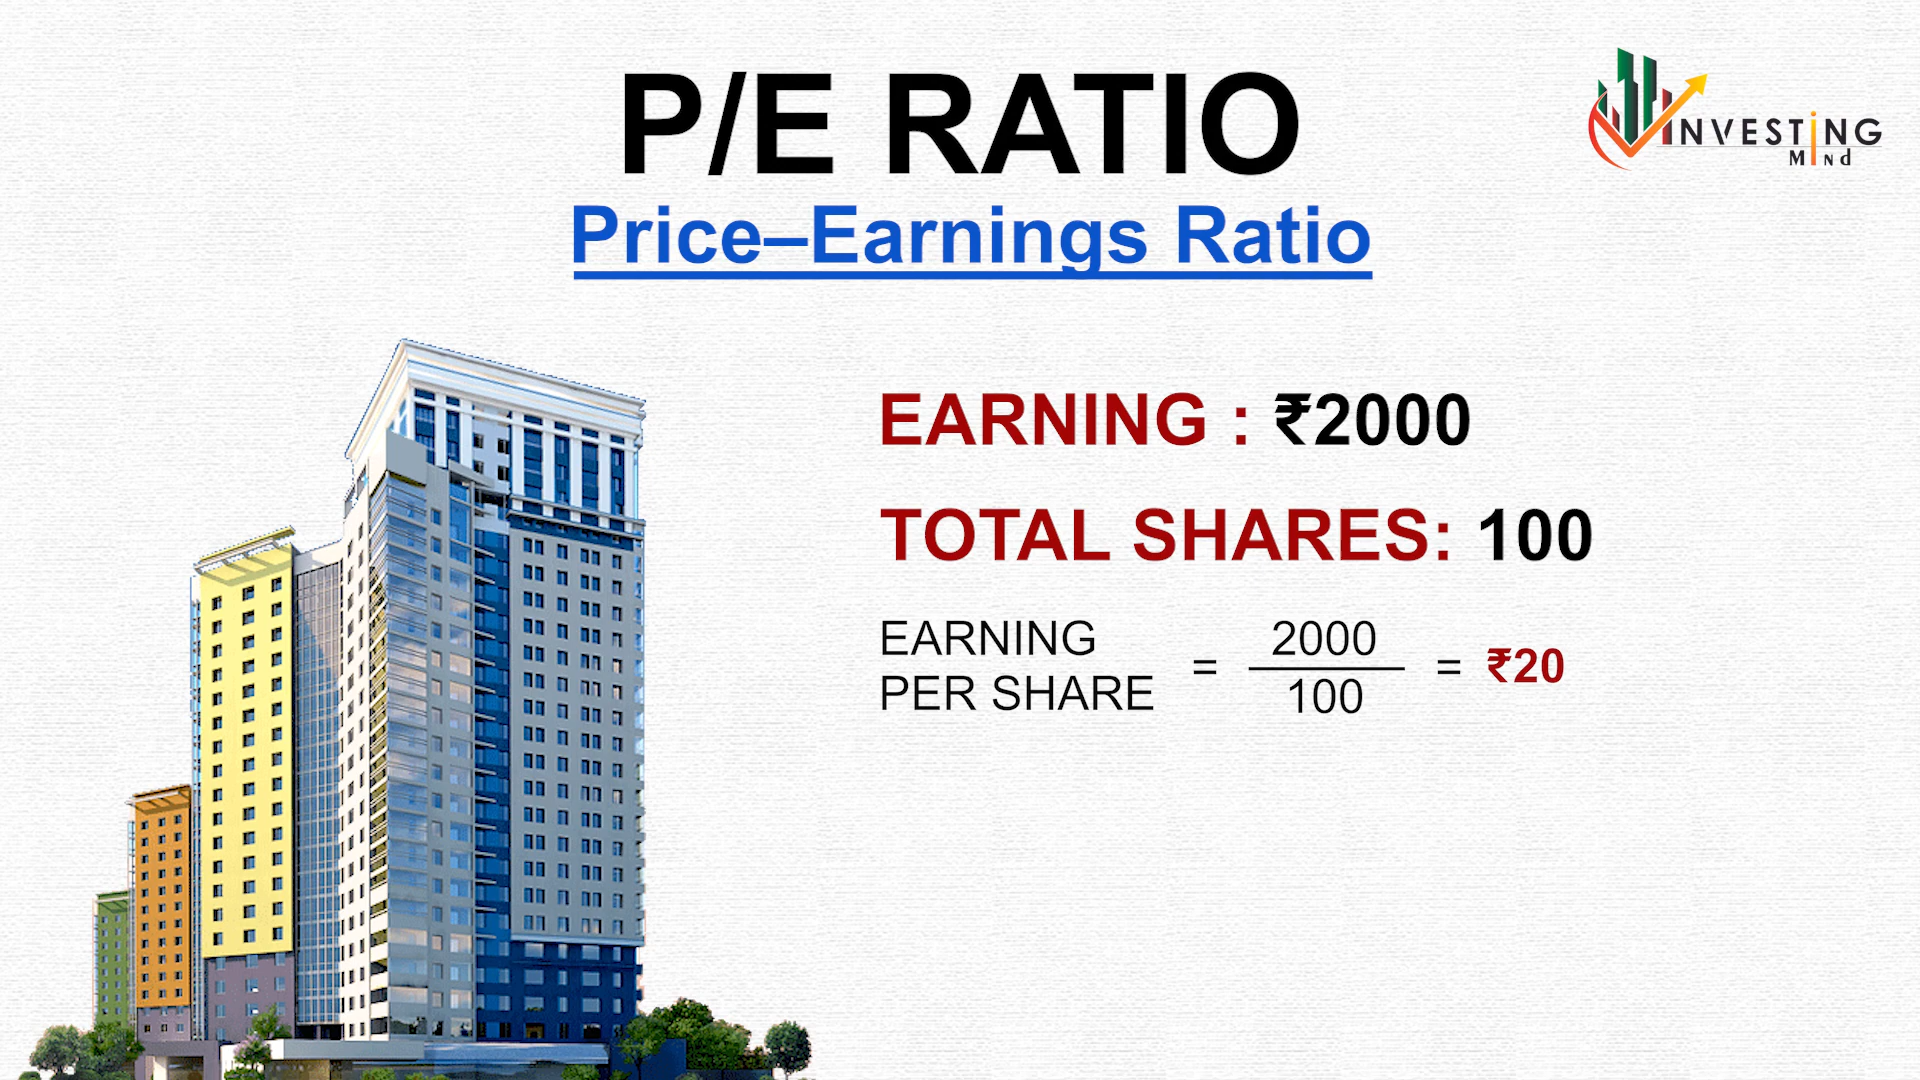 P/E RATIO
Price–Earnings Ratio
INVESTING
Mind
EARNING : ₹2000
TOTAL SHARES: 100
EARNING
PER SHARE
=
2000
100
= ₹20